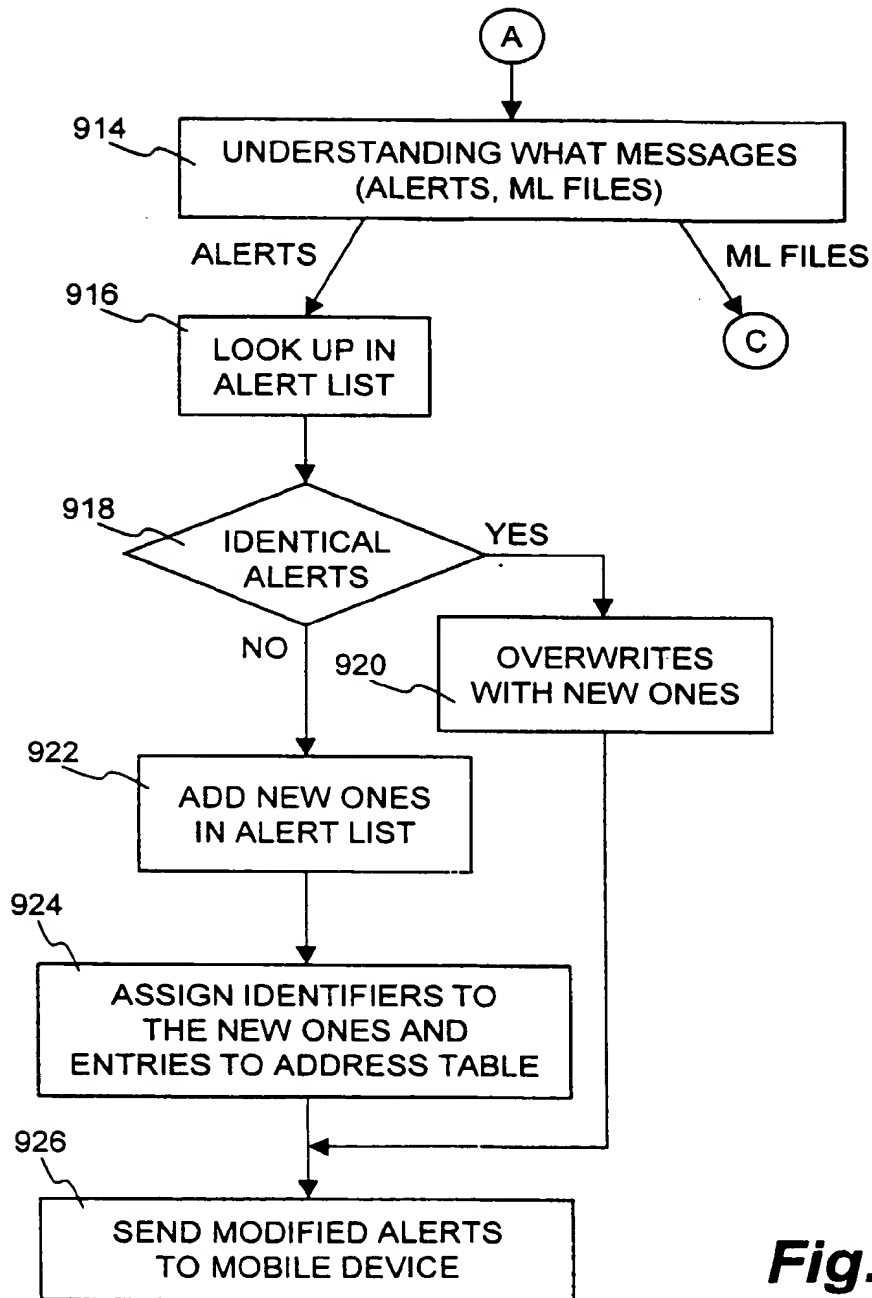 A
914
UNDERSTANDING WHAT MESSAGES
(ALERTS, ML FILES)
ALERTS
ML FILES
916
LOOK UP IN
ALERT LIST
C
918
IDENTICAL
ALERTS
YES
NO
920
OVERWRITES
WITH NEW ONES
922
ADD NEW ONES
IN ALERT LIST
924
ASSIGN IDENTIFIERS TO
THE NEW ONES AND
ENTRIES TO ADDRESS TABLE
926
SEND MODIFIED ALERTS
TO MOBILE DEVICE
Fig.